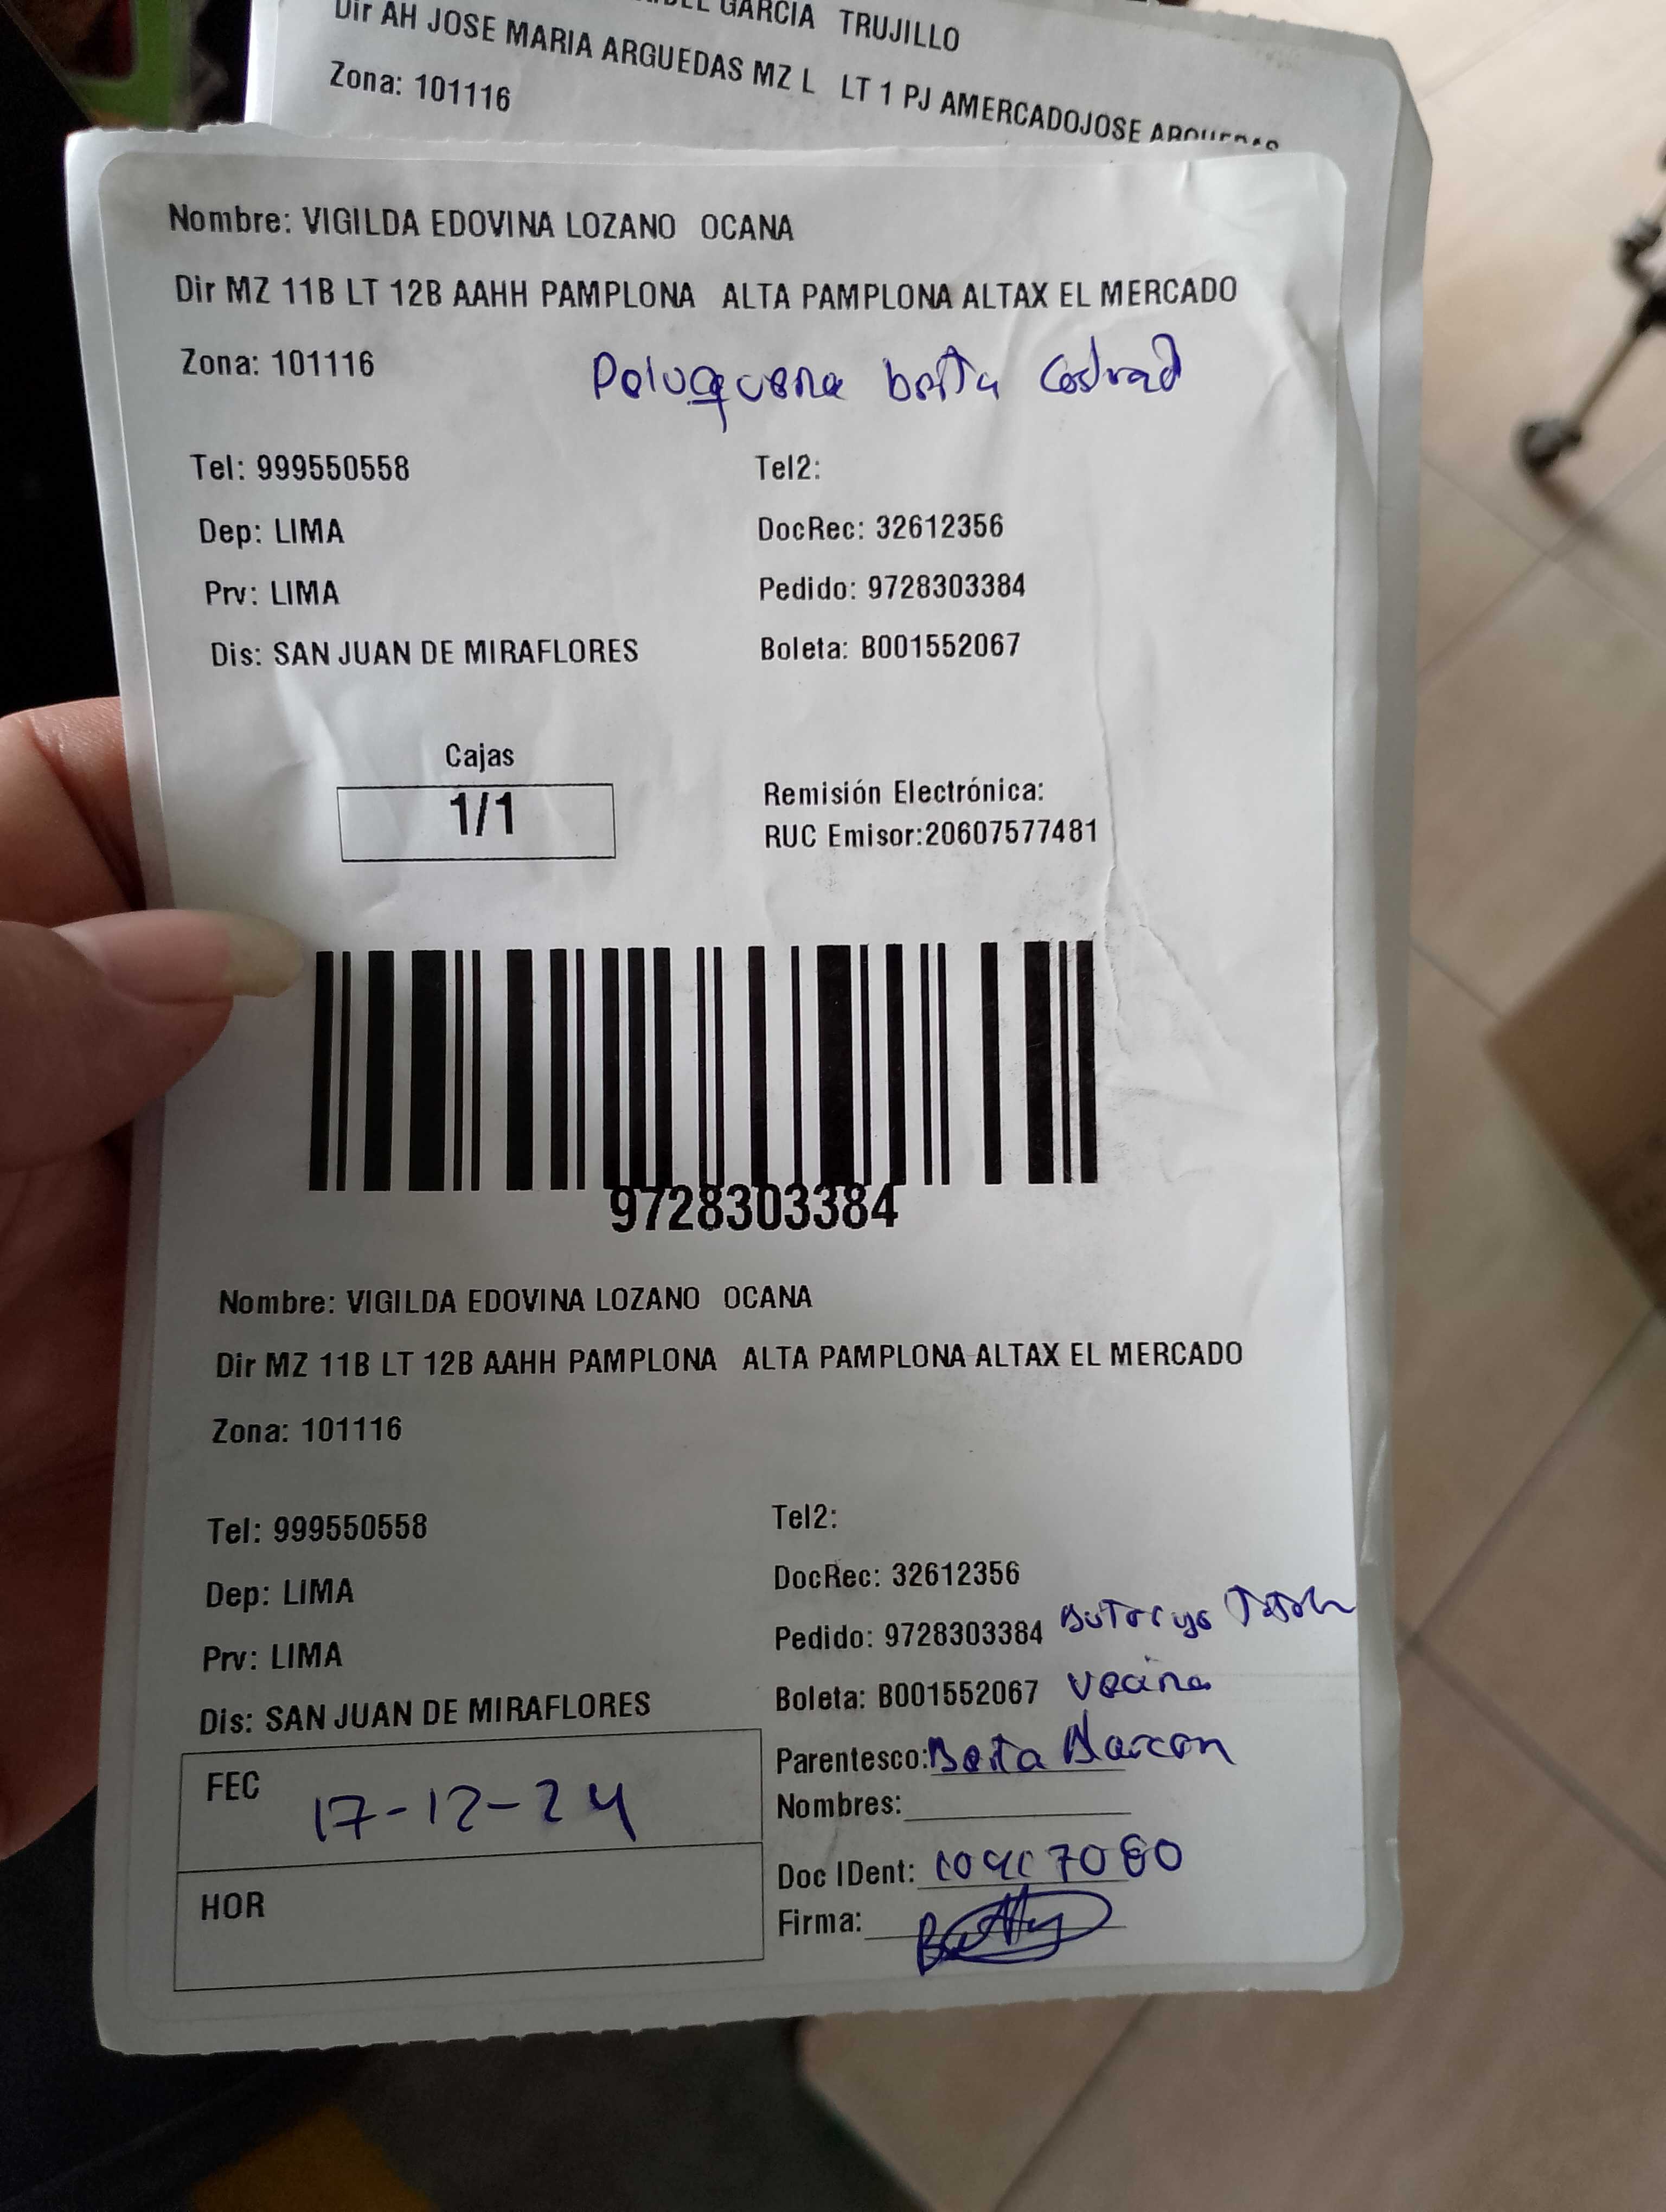 GARCIA TRUJILLO
Dir AH JOSE MARIA ARGUEDAS MZ L LT 1 PJ AMERCADOJOSE ARGUEDAS
Zona: 101116
Nombre: VIGILDA EDOVINA LOZANO OCANA
Dir MZ 11B LT 12B AAHH PAMPLONA ALTA PAMPLONA ALTAX EL MERCADO
Zona: 101116
Tel: 999550558 Tel2:
Dep: LIMA DocRec: 32612356
Prv: LIMA Pedido: 9728303384
Dis: SAN JUAN DE MIRAFLORES Boleta: B001552067
Cajas
1/1
Remisión Electrónica:
RUC Emisor:20607577481
9728303384
Nombre: VIGILDA EDOVINA LOZANO OCANA
Dir MZ 11B LT 12B AAHH PAMPLONA ALTA PAMPLONA ALTAX EL MERCADO
Zona: 101116
Tel: 999550558 Tel2:
Dep: LIMA DocRec: 32612356
Prv: LIMA Pedido: 9728303384
Dis: SAN JUAN DE MIRAFLORES Boleta: B001552067 vecina
FEC 17-12-24
HOR
Parentesco:
Nombres:
Doc IDent:
Firma: Betty